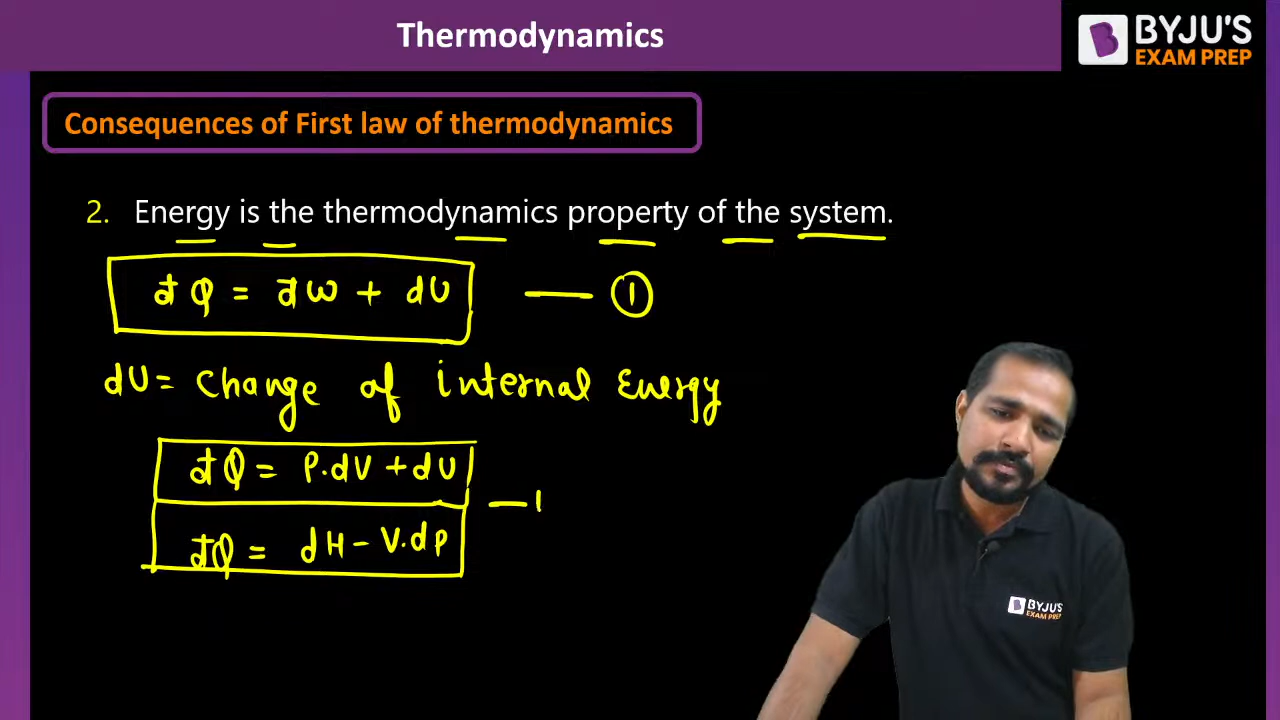 Thermodynamics
BYJU'S
EXAM PREP
Consequences of First law of thermodynamics
2. Energy is the thermodynamics property of the system.
đQ = đW + dU — ①
dU = Change of internal Energy
đQ = P.dV + dU
đQ = dH - V.dP
— 1
BYJU'S
EXAM PREP